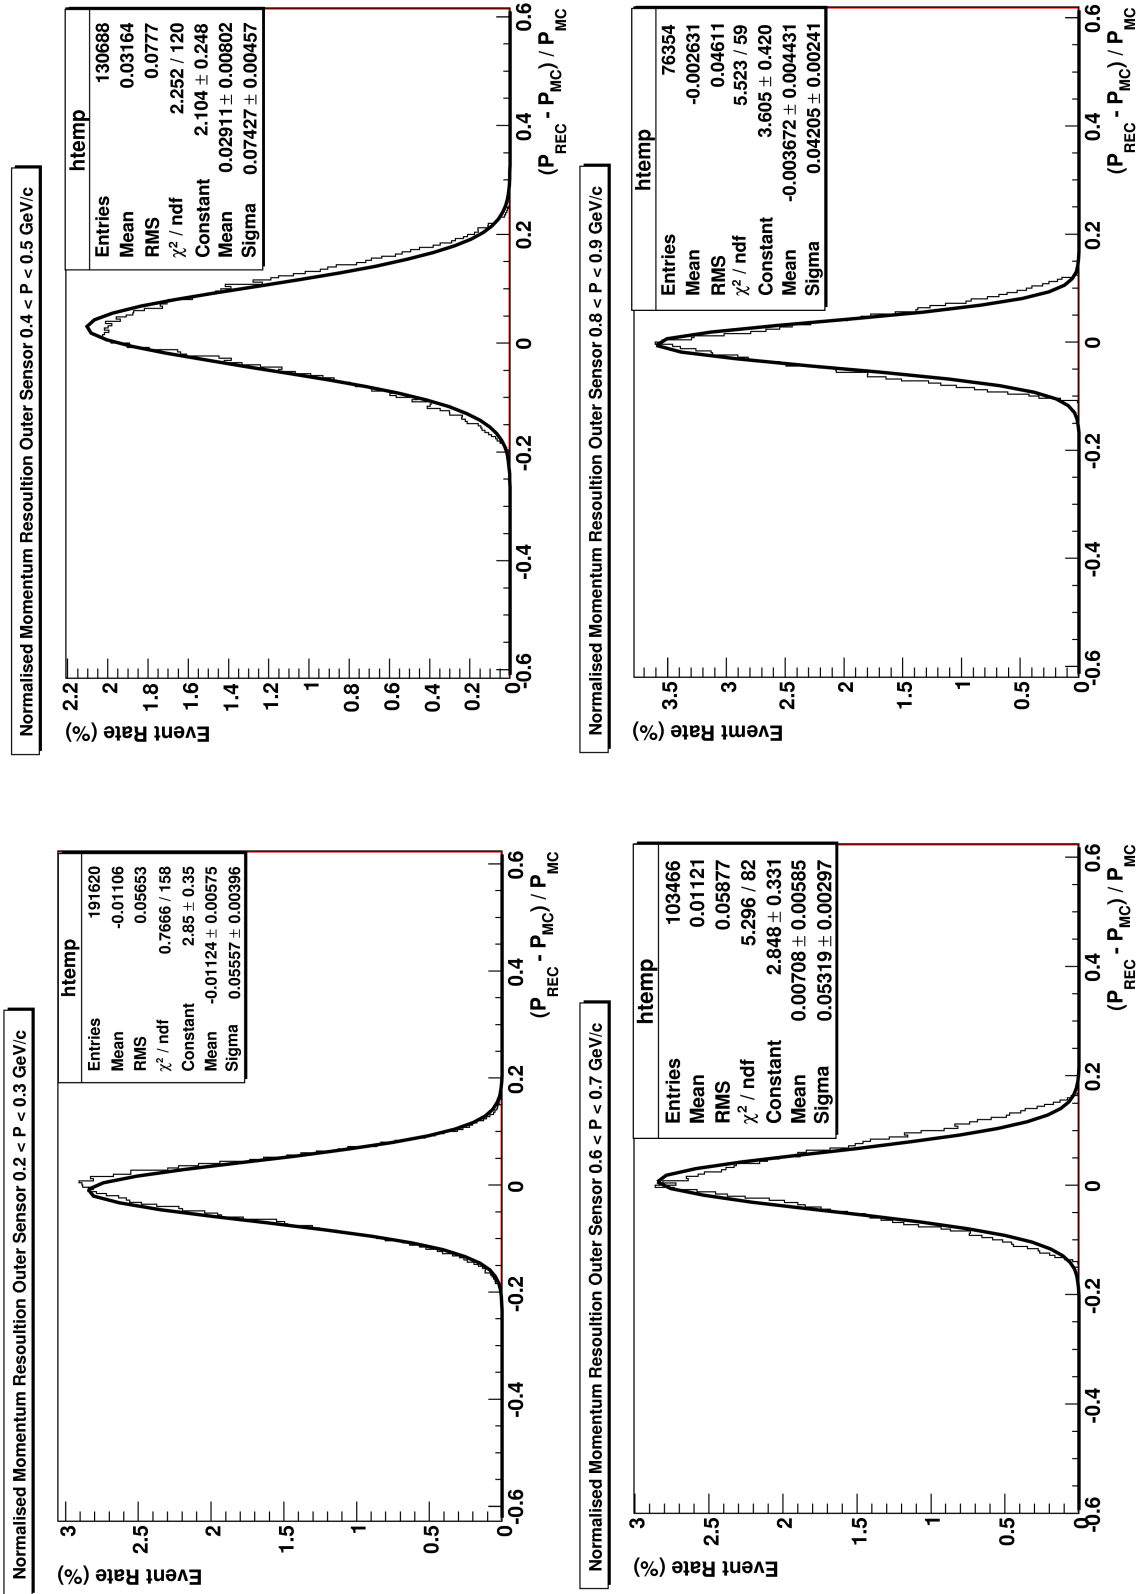 Normalised Momentum Resoultion Outer Sensor 0.2 < P < 0.3 GeV/c
Event Rate (%)
3
2.5
2
1.5
1
0.5
0
-0.6 -0.4 -0.2 0 0.2 0.4 0.6
(P_REC - P_MC) / P_MC
htemp
Entries 191620
Mean -0.01106
RMS 0.05653
χ² / ndf 0.7666 / 158
Constant 2.85 ± 0.35
Mean -0.01124 ± 0.00575
Sigma 0.05557 ± 0.00396
Normalised Momentum Resoultion Outer Sensor 0.4 < P < 0.5 GeV/c
Event Rate (%)
2.2
2
1.8
1.6
1.4
1.2
1
0.8
0.6
0.4
0.2
0
-0.6 -0.4 -0.2 0 0.2 0.4 0.6
(P_REC - P_MC) / P_MC
htemp
Entries 130688
Mean 0.03164
RMS 0.0777
χ² / ndf 2.252 / 120
Constant 2.104 ± 0.248
Mean 0.02911 ± 0.00802
Sigma 0.07427 ± 0.00457
Normalised Momentum Resoultion Outer Sensor 0.6 < P < 0.7 GeV/c
Event Rate (%)
3
2.5
2
1.5
1
0.5
0
-0.6 -0.4 -0.2 0 0.2 0.4 0.6
(P_REC - P_MC) / P_MC
htemp
Entries 103466
Mean 0.01121
RMS 0.05877
χ² / ndf 5.296 / 82
Constant 2.848 ± 0.331
Mean 0.00708 ± 0.00585
Sigma 0.05319 ± 0.00297
Normalised Momentum Resoultion Outer Sensor 0.8 < P < 0.9 GeV/c
Evemt Rate (%)
3.5
3
2.5
2
1.5
1
0.5
0
-0.6 -0.4 -0.2 0 0.2 0.4 0.6
(P_REC - P_MC) / P_MC
htemp
Entries 76354
Mean -0.002631
RMS 0.04611
χ² / ndf 5.523 / 59
Constant 3.605 ± 0.420
Mean -0.003672 ± 0.004431
Sigma 0.04205 ± 0.00241